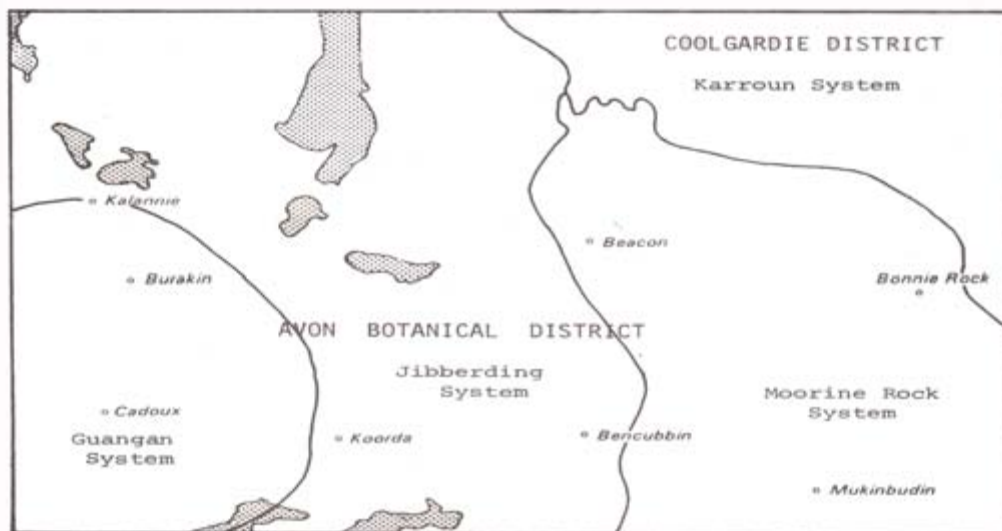 COOLGARDIE DISTRICT
Karroun System
Kalannie
Beacon
Burakin
Bonnie Rock
AVON BOTANICAL DISTRICT
Jibberding
System
Moorine Rock
System
Cadoux
Guangan
System
Koorda
Bencubbin
Mukinbudin